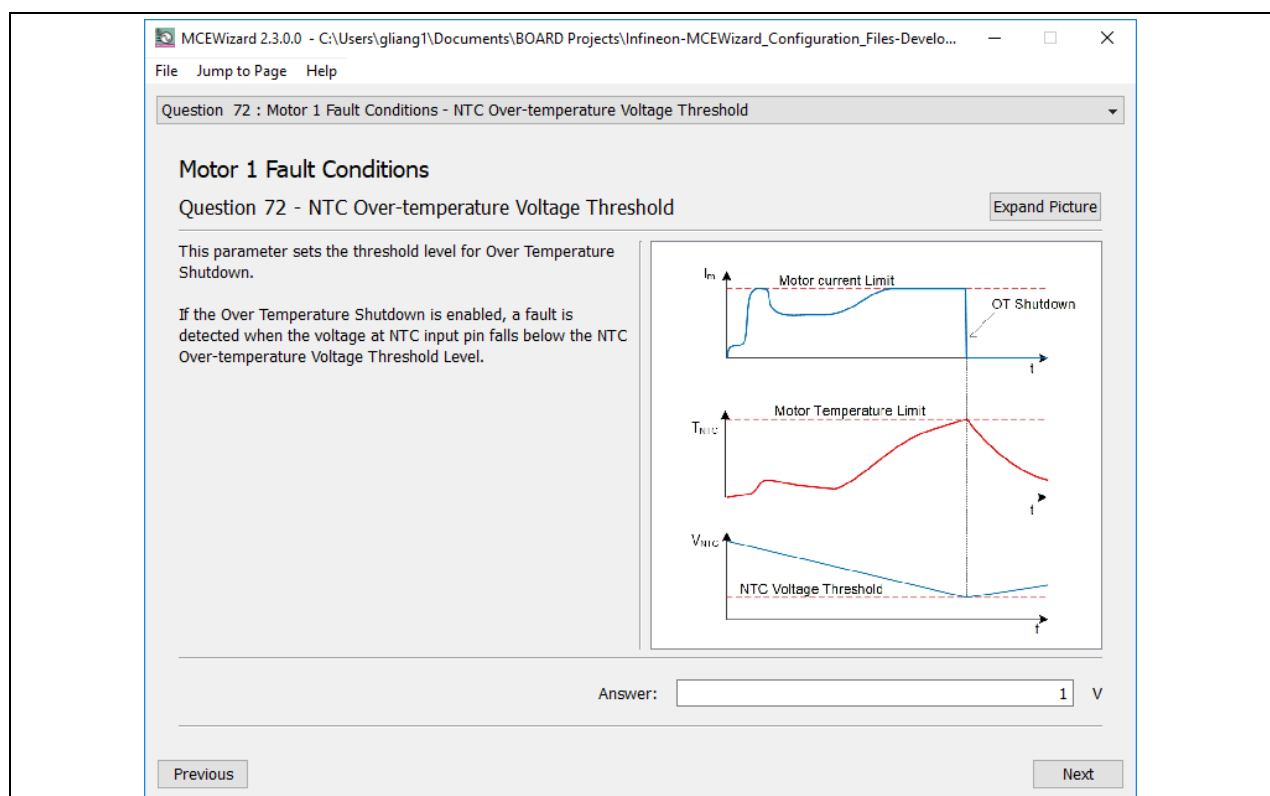 MCEWizard 2.3.0.0 - C:\Users\gliang1\Documents\BOARD Projects\Infineon-MCEWizard_Configuration_Files-Develo...
File Jump to Page Help
Question 72 : Motor 1 Fault Conditions - NTC Over-temperature Voltage Threshold
Motor 1 Fault Conditions
Question 72 - NTC Over-temperature Voltage Threshold
Expand Picture
This parameter sets the threshold level for Over Temperature
Shutdown.
If the Over Temperature Shutdown is enabled, a fault is
detected when the voltage at NTC input pin falls below the NTC
Over-temperature Voltage Threshold Level.
Im
Motor current Limit
OT Shutdown
t
Motor Temperature Limit
TNTC
t
VNTC
NTC Voltage Threshold
t
Answer:
1 V
Previous
Next